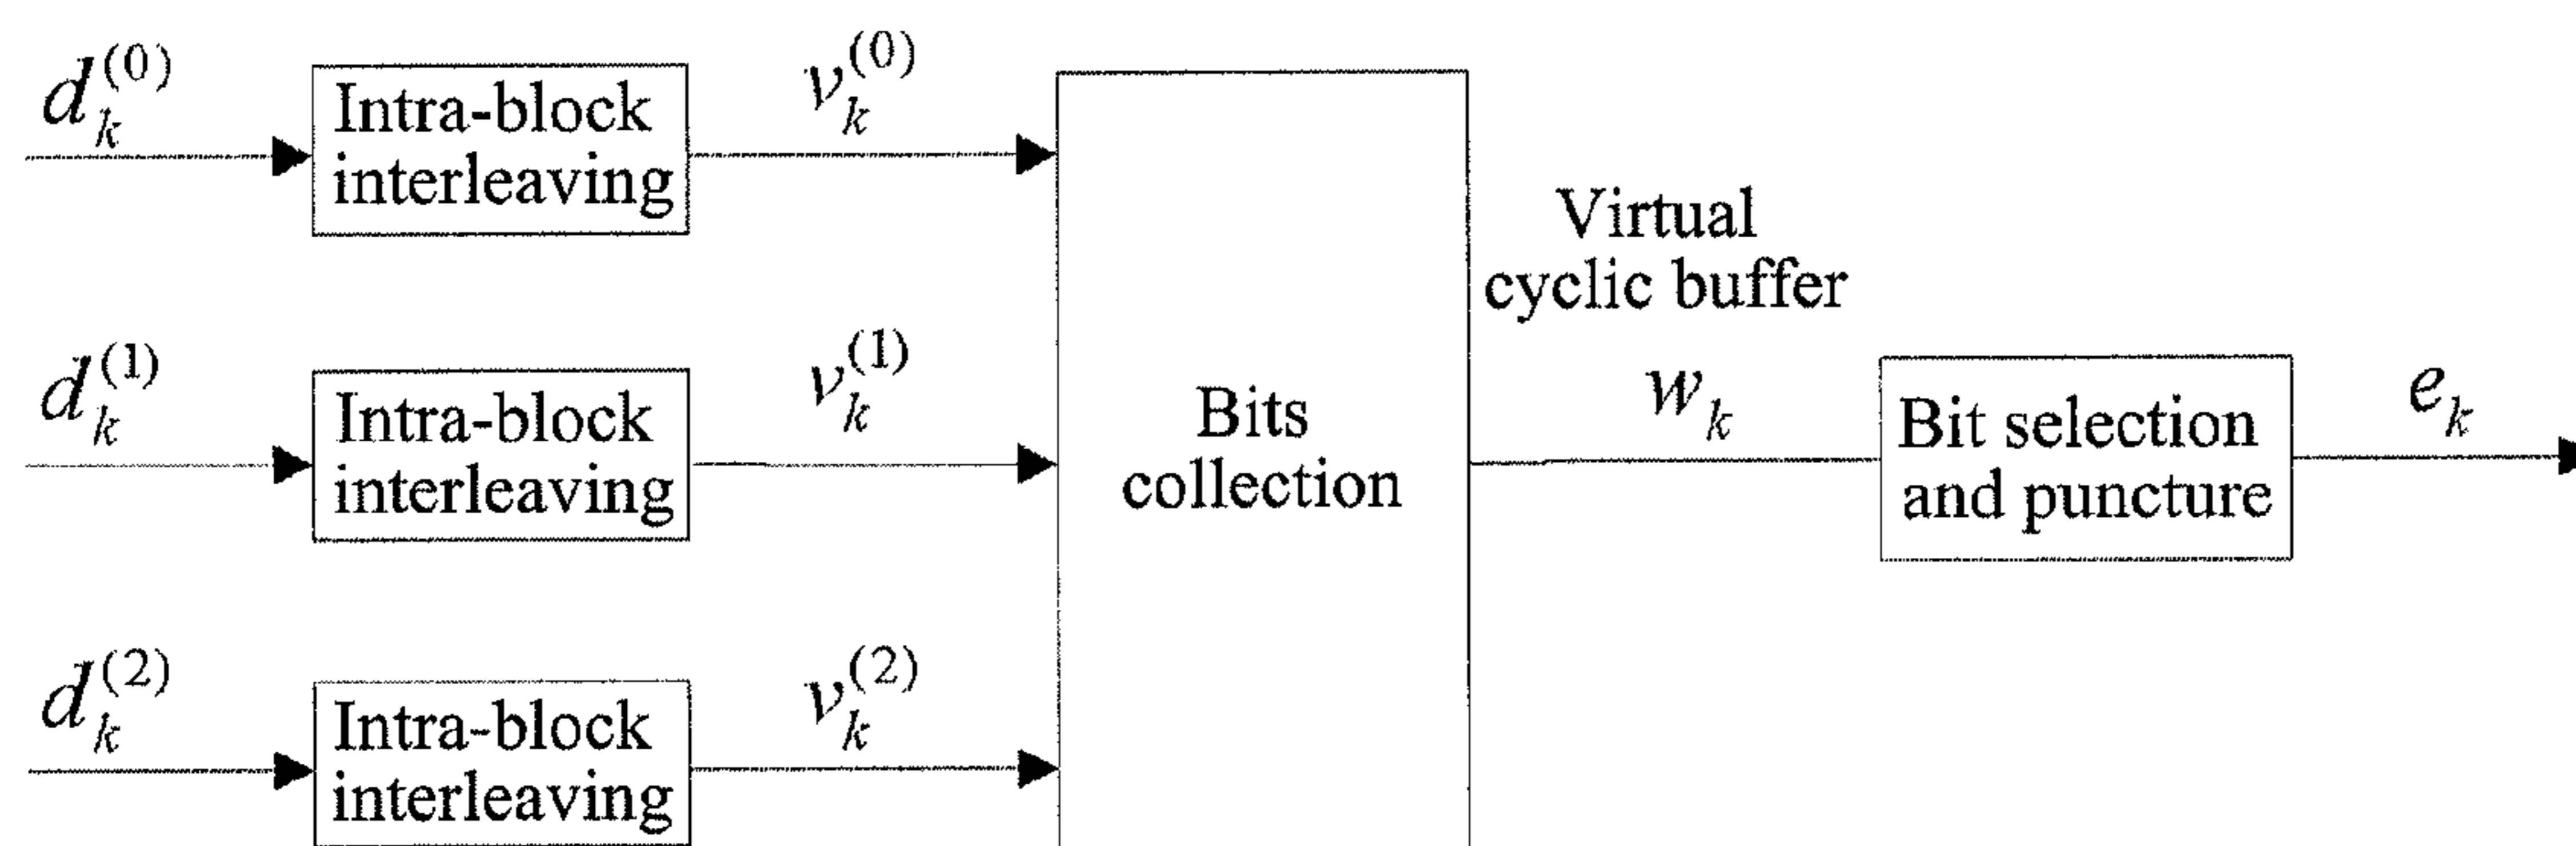 d_k^(0)
Intra-block
interleaving
v_k^(0)
d_k^(1)
Intra-block
interleaving
v_k^(1)
d_k^(2)
Intra-block
interleaving
v_k^(2)
Bits
collection
Virtual
cyclic buffer
w_k
Bit selection
and puncture
e_k